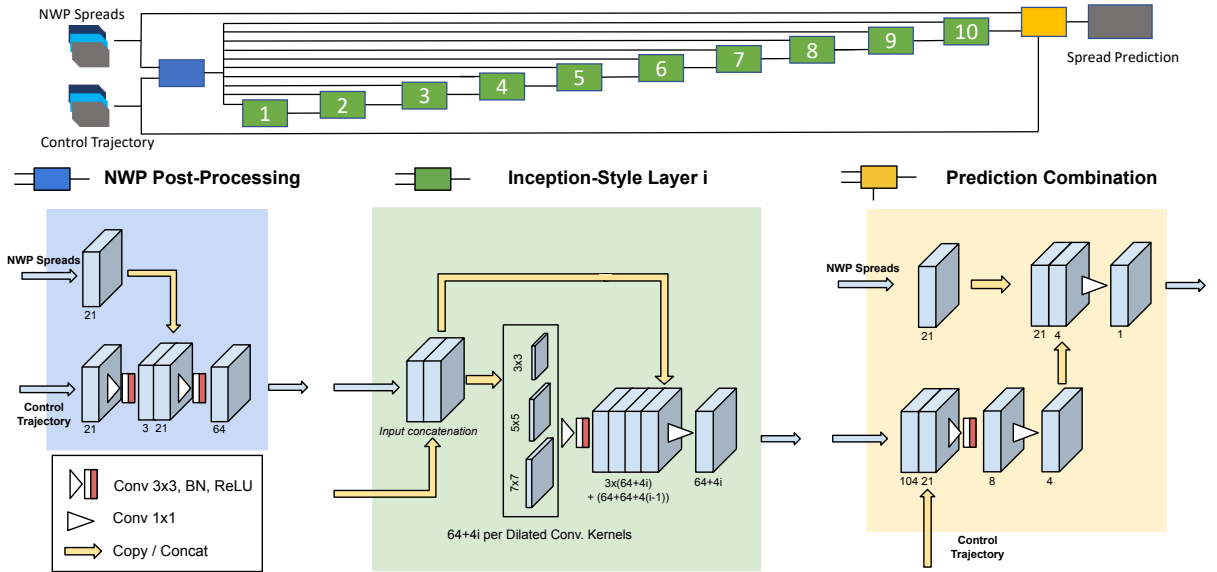 NWP Spreads
Control Trajectory
1
2
3
4
5
6
7
8
9
10
Spread Prediction
NWP Post-Processing
NWP Spreads
21
Control
Trajectory
21
3 21
64
Conv 3x3, BN, ReLU
Conv 1x1
Copy / Concat
Inception-Style Layer i
Input concatenation
3x3
5x5
7x7
3x(64+4i)
+ (64+64+4(i-1))
64+4i
64+4i per Dilated Conv. Kernels
Prediction Combination
NWP Spreads
21
21 4
1
104 21
8
4
Control
Trajectory